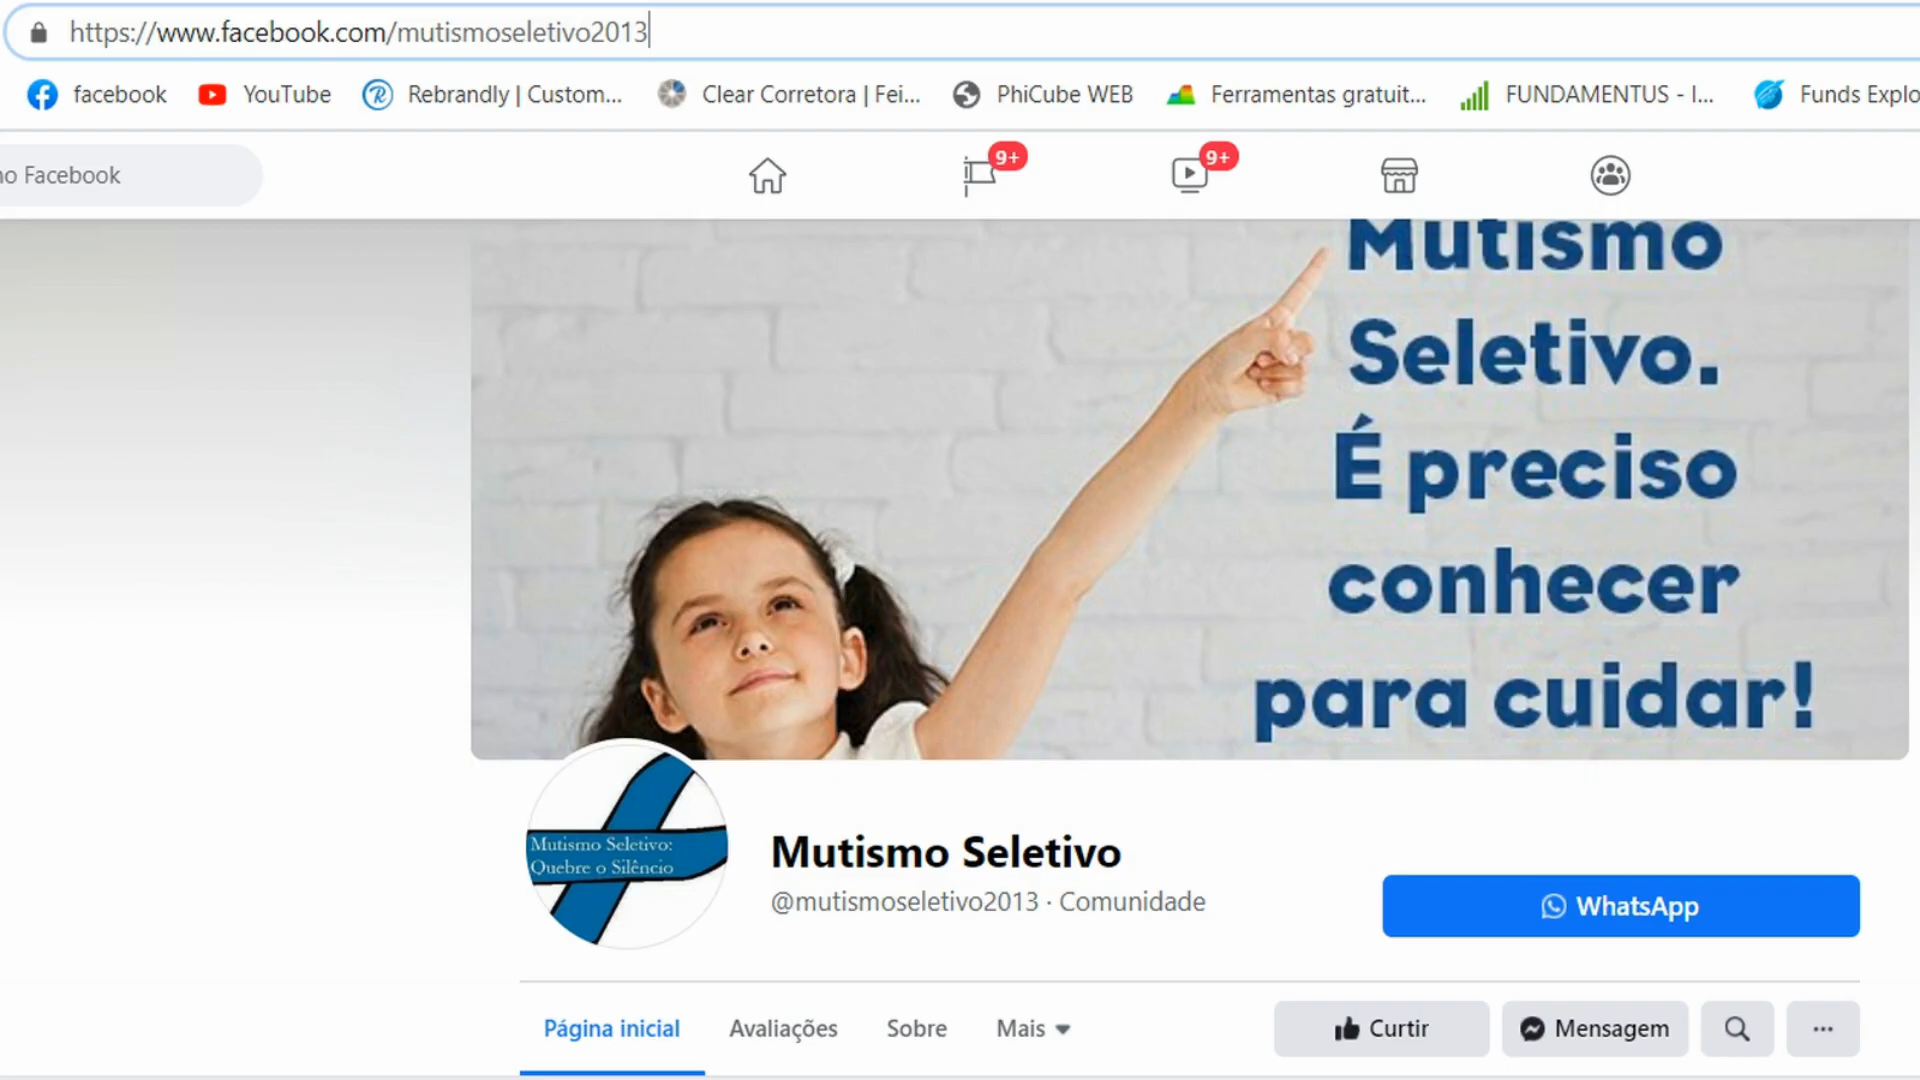 https://www.facebook.com/mutismoseletivo2013
facebook YouTube Rebrandly | Custom... Clear Corretora | Fei... PhiCube WEB Ferramentas gratuit... FUNDAMENTUS - I... Funds Explo
no Facebook 9+ 9+
Mutismo
Seletivo.
É preciso
conhecer
para cuidar!
Mutismo Seletivo:
Quebre o Silêncio
Mutismo Seletivo
@mutismoseletivo2013 · Comunidade
WhatsApp
Página inicial Avaliações Sobre Mais Curtir Mensagem ...